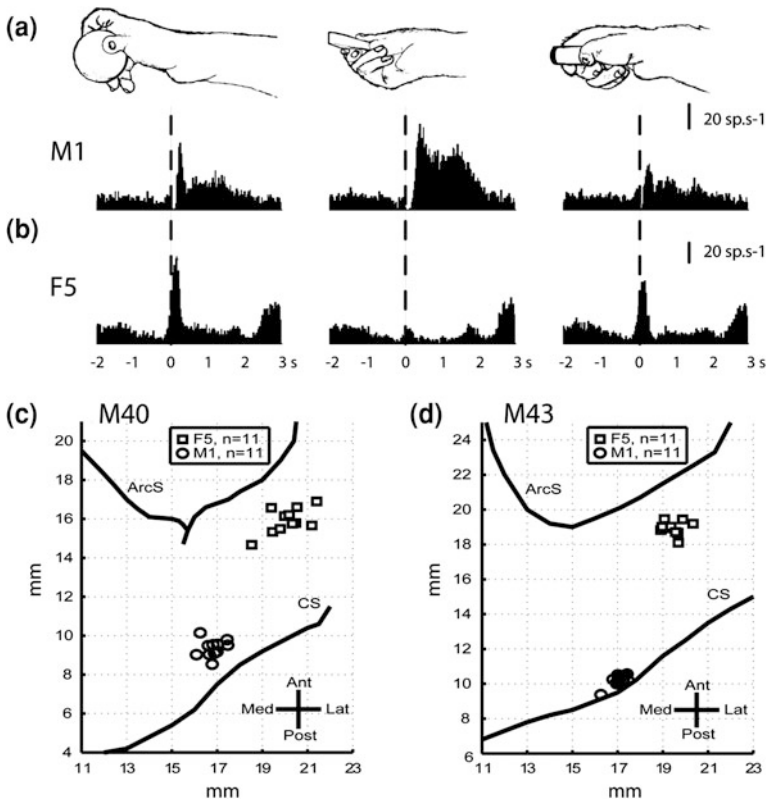 (a)
M1
20 sp.s-1
(b)
F5
20 sp.s-1
-2 -1 0 1 2 3 s
-2 -1 0 1 2 3 s
-2 -1 0 1 2 3 s
(c) M40
F5, n=11
M1, n=11
ArcS
CS
Ant
Med Lat
Post
20
18
16
14
12
10
8
6
4
mm
11 13 15 17 19 21 23
mm
(d) M43
F5, n=11
M1, n=11
ArcS
CS
Ant
Med Lat
Post
24
22
20
18
16
14
12
10
8
6
mm
11 13 15 17 19 21 23
mm